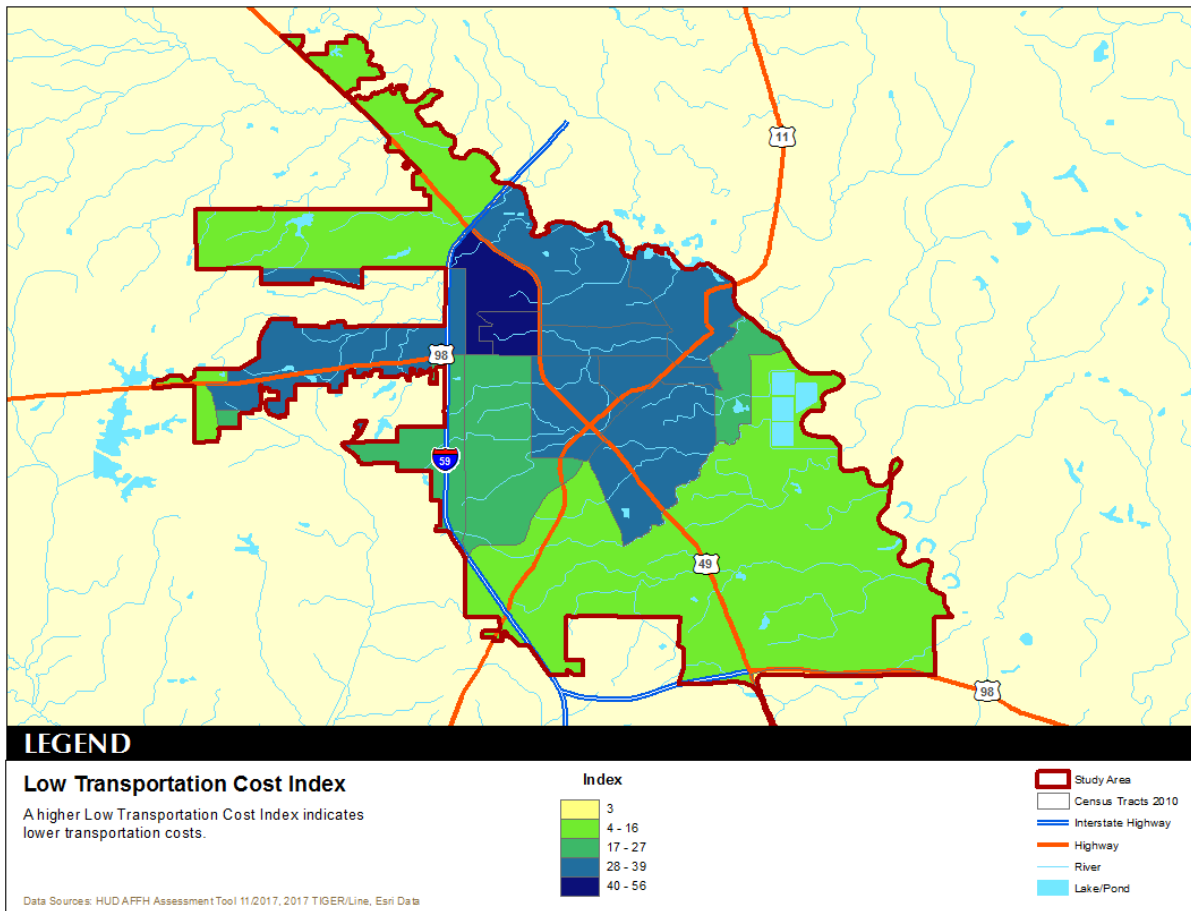 11
98
59
49
98
LEGEND
Low Transportation Cost Index
A higher Low Transportation Cost Index indicates
lower transportation costs.
Index
3
4 - 16
17 - 27
28 - 39
40 - 56
Study Area
Census Tracts 2010
Interstate Highway
Highway
River
Lake/Pond
Data Sources: HUD AFFH Assessment Tool 11/2017, 2017 TIGER/Line, Esri Data